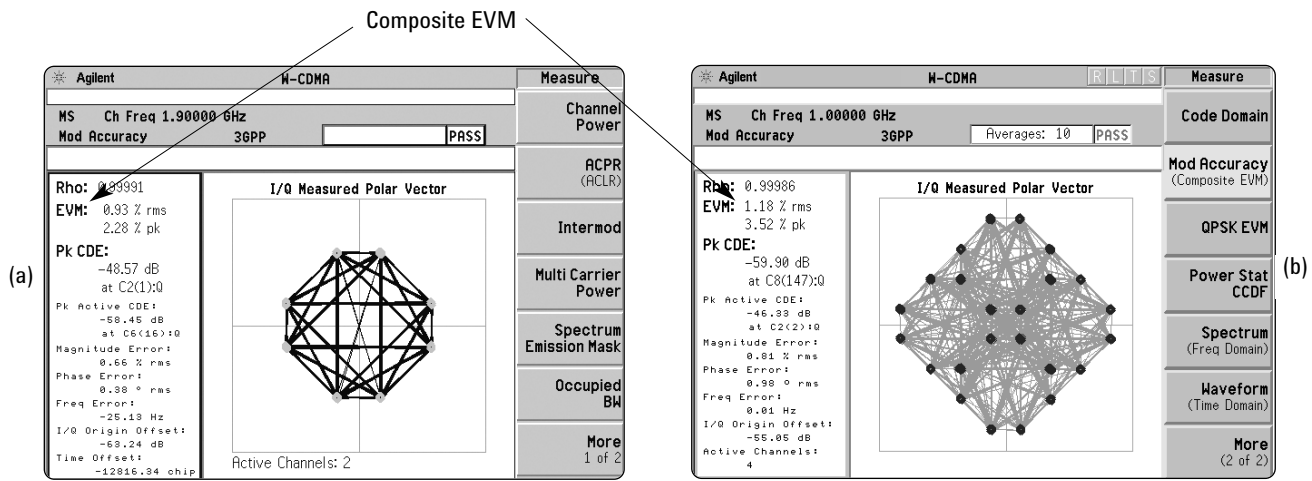 Composite EVM
(a)
Agilent W-CDMA Measure
MS Ch Freq 1.90000 GHz
Mod Accuracy 3GPP PASS
Rho: 0.99991
EVM: 0.93 % rms
2.28 % pk
Pk CDE:
-48.57 dB
at C2(1):Q
Pk Active CDE:
-58.45 dB
at C6(16):Q
Magnitude Error:
0.66 % rms
Phase Error:
0.38 ° rms
Freq Error:
-25.13 Hz
I/Q Origin Offset:
-63.24 dB
Time Offset:
-12816.34 chip
I/Q Measured Polar Vector
Active Channels: 2
Channel
Power
ACPR
(ACLR)
Intermod
Multi Carrier
Power
Spectrum
Emission Mask
Occupied
BW
More
1 of 2
Agilent W-CDMA R L T S Measure
MS Ch Freq 1.00000 GHz
Mod Accuracy 3GPP Averages: 10 PASS
Rho: 0.99986
EVM: 1.18 % rms
3.52 % pk
Pk CDE:
-59.90 dB
at C8(147):Q
Pk Active CDE:
-46.33 dB
at C2(2):Q
Magnitude Error:
0.81 % rms
Phase Error:
0.98 ° rms
Freq Error:
0.01 Hz
I/Q Origin Offset:
-55.05 dB
Active Channels:
4
I/Q Measured Polar Vector
Code Domain
Mod Accuracy
(Composite EVM)
QPSK EVM
Power Stat
CCDF
Spectrum
(Freq Domain)
Waveform
(Time Domain)
More
(2 of 2)
(b)